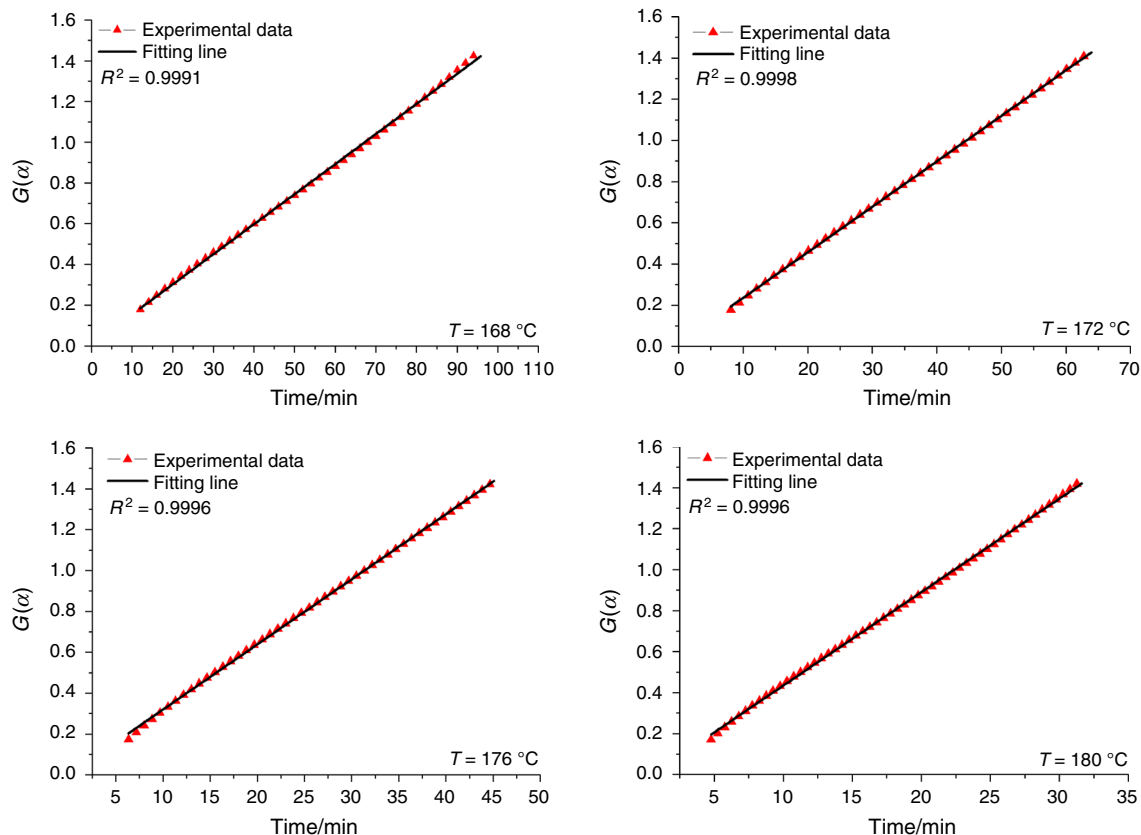 1.6
1.4
1.2
1.0
0.8
0.6
0.4
0.2
0.0
G(α)
Experimental data
Fitting line
R² = 0.9991
T = 168 °C
0 10 20 30 40 50 60 70 80 90 100 110
Time/min
1.6
1.4
1.2
1.0
0.8
0.6
0.4
0.2
0.0
G(α)
Experimental data
Fitting line
R² = 0.9998
T = 172 °C
0 10 20 30 40 50 60 70
Time/min
1.6
1.4
1.2
1.0
0.8
0.6
0.4
0.2
0.0
G(α)
Experimental data
Fitting line
R² = 0.9996
T = 176 °C
5 10 15 20 25 30 35 40 45 50
Time/min
1.6
1.4
1.2
1.0
0.8
0.6
0.4
0.2
0.0
G(α)
Experimental data
Fitting line
R² = 0.9996
T = 180 °C
5 10 15 20 25 30 35
Time/min